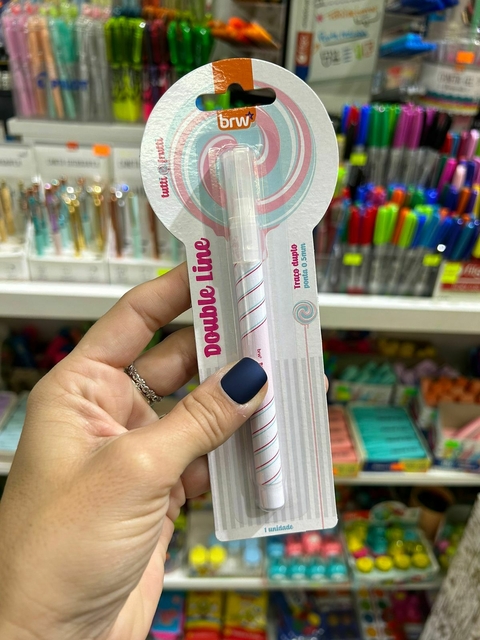 brw
tutti frutti
Double Line
Traço duplo
ponta 0.5mm
1 unidade